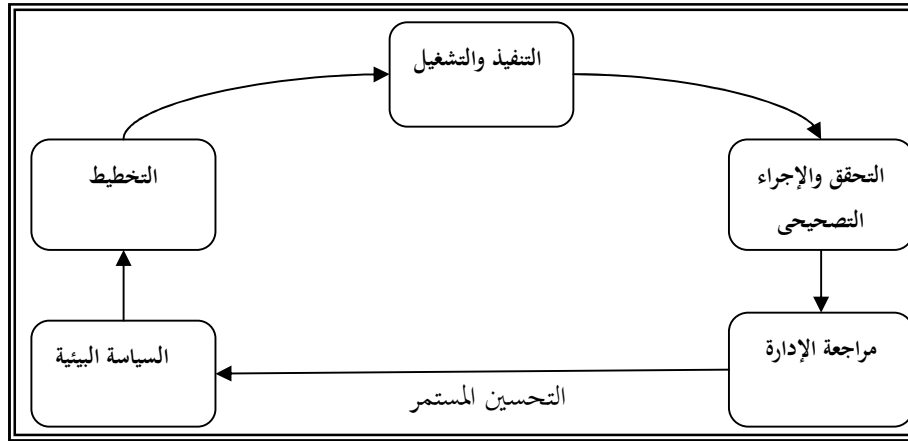 التنفيذ والتشغيل
التخطيط
التحقق والإجراء
التصحيحى
السياسة البيئية
مراجعة الإدارة
التحسين المستمر